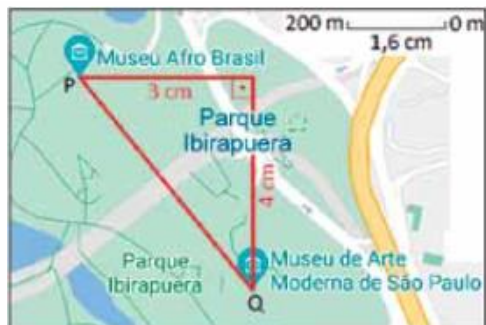 200 m 0 m
1,6 cm
Museu Afro Brasil
P
3 cm
Parque
Ibirapuera
4 cm
Parque
Ibirapuera
Museu de Arte
Moderna de São Paulo
Q